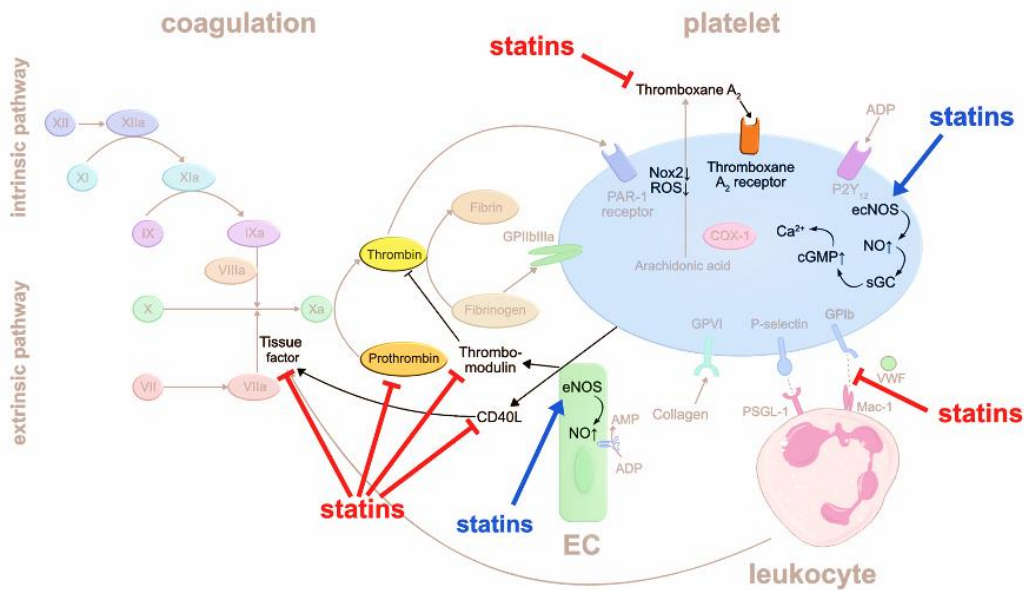 coagulation
platelet
statins
Thromboxane A2
intrinsic pathway
XII
XIIa
ADP
statins
XI
XIa
Nox2↓
ROS↓
Thromboxane
A2 receptor
PAR-1
receptor
P2Y12
ecNOS
IX
iXa
Fibrin
GPIIbIIIa
COX-1
Ca2+
NO↑
cGMP↑
sGC
Thrombin
VIIIa
Arachidonic acid
extrinsic pathway
X
Xa
Fibrinogen
GPVI
P-selectin
GPIb
Tissue
factor
Prothrombin
Thrombo-
modulin
VII
VIIa
eNOS
VWF
CD40L
NO↑
AMP
ADP
Collagen
PSGL-1
Mac-1
statins
statins
statins
EC
leukocyte